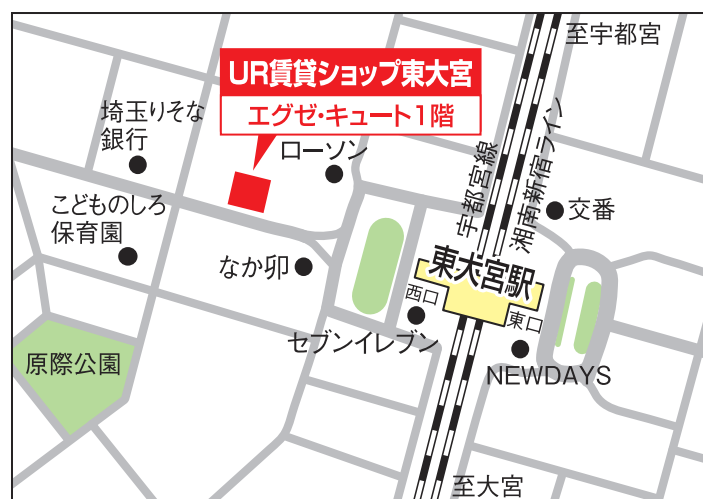 至宇都宮
UR賃貸ショップ東大宮
エグゼ・キュート1階
埼玉りそな
銀行
ローソン
宇都宮線
湘南新宿ライン
交番
こどものしろ
保育園
なか卯
東大宮駅
西口
東口
セブンイレブン
原際公園
NEWDAYS
至大宮